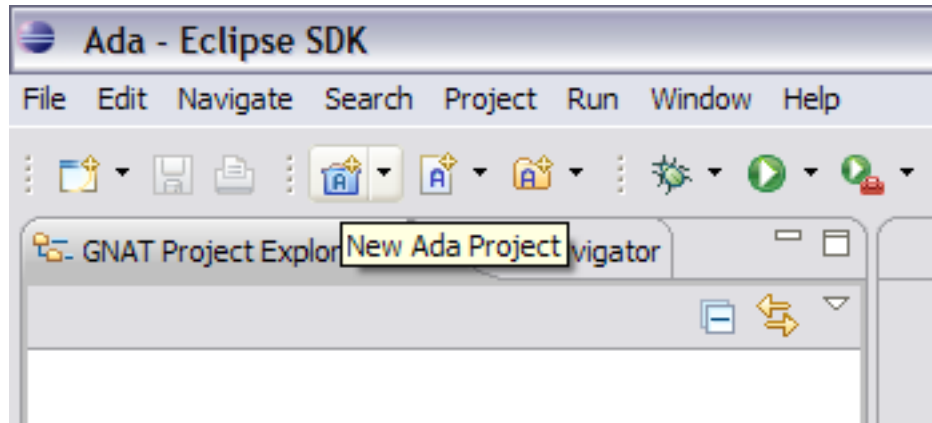 Ada - Eclipse SDK
File Edit Navigate Search Project Run Window Help
A A A
GNAT Project Explor New Ada Project vigator